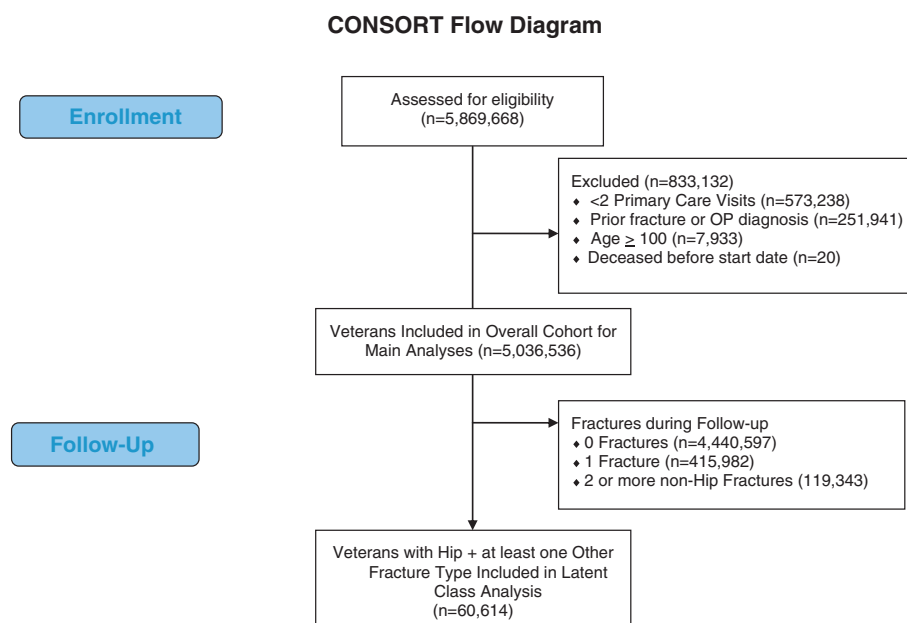 CONSORT Flow Diagram
Enrollment
Assessed for eligibility
(n=5,869,668)
Excluded (n=833,132)
♦ <2 Primary Care Visits (n=573,238)
♦ Prior fracture or OP diagnosis (n=251,941)
♦ Age ≥ 100 (n=7,933)
♦ Deceased before start date (n=20)
Veterans Included in Overall Cohort for
Main Analyses (n=5,036,536)
Follow-Up
Fractures during Follow-up
♦ 0 Fractures (n=4,440,597)
♦ 1 Fracture (n=415,982)
♦ 2 or more non-Hip Fractures (119,343)
Veterans with Hip + at least one Other
Fracture Type Included in Latent
Class Analysis
(n=60,614)